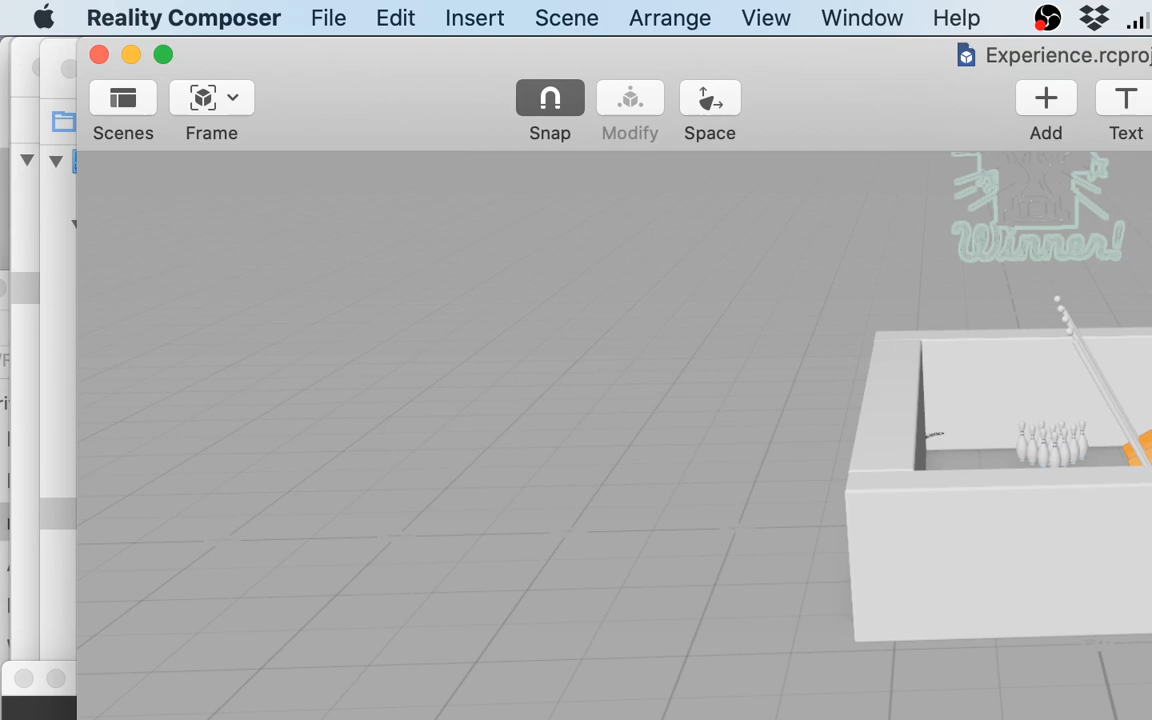 Reality Composer File Edit Insert Scene Arrange View Window Help
Experience.rcproj
Scenes Frame Snap Modify Space Add Text
Winner!